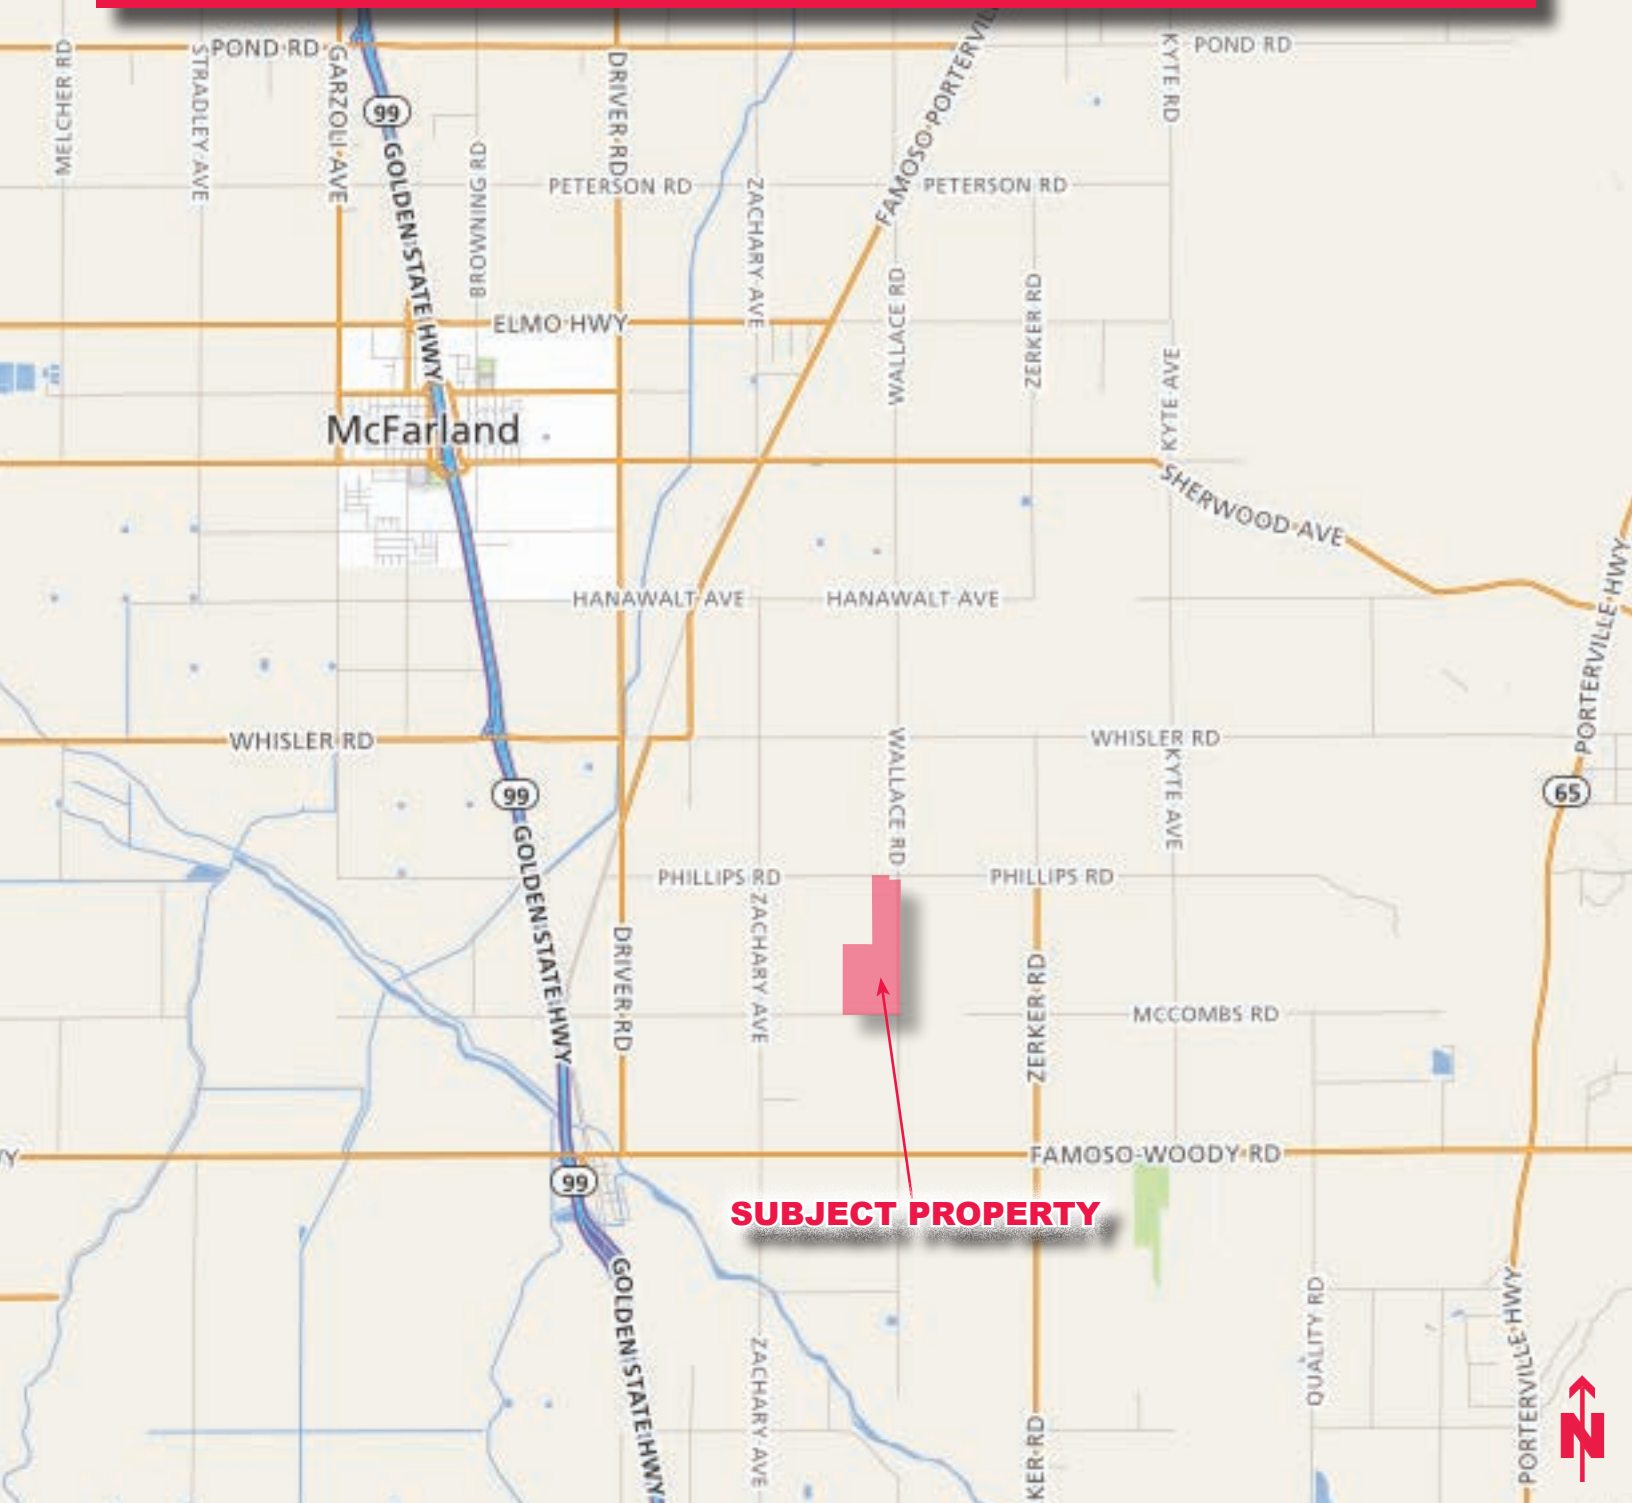 POND RD
POND RD
MELCHER RD
STRADLEY AVE
GARZOLI AVE
99
GOLDEN STATE HWY
BROWNING RD
DRIVER RD
PETERSON RD
ZACHARY AVE
FAMOSO PORTERVIL
PETERSON RD
KYTE RD
WALLACE RD
ZERKER RD
ELMO HWY
McFarland
KYTE AVE
SHERWOOD AVE
HANAWALT AVE
HANAWALT AVE
PORTERVILLE HWY
WHISLER RD
WHISLER RD
WALLACE RD
KYTE AVE
99
65
GOLDEN STATE HWY
PHILLIPS RD
PHILLIPS RD
ZACHARY AVE
DRIVER RD
ZERKER RD
MCCOMBS RD
Y
FAMOSO-WOODY RD
99
SUBJECT PROPERTY
GOLDEN STATE HWY
ZACHARY AVE
KER RD
QUALITY RD
PORTERVILLE HWY
N